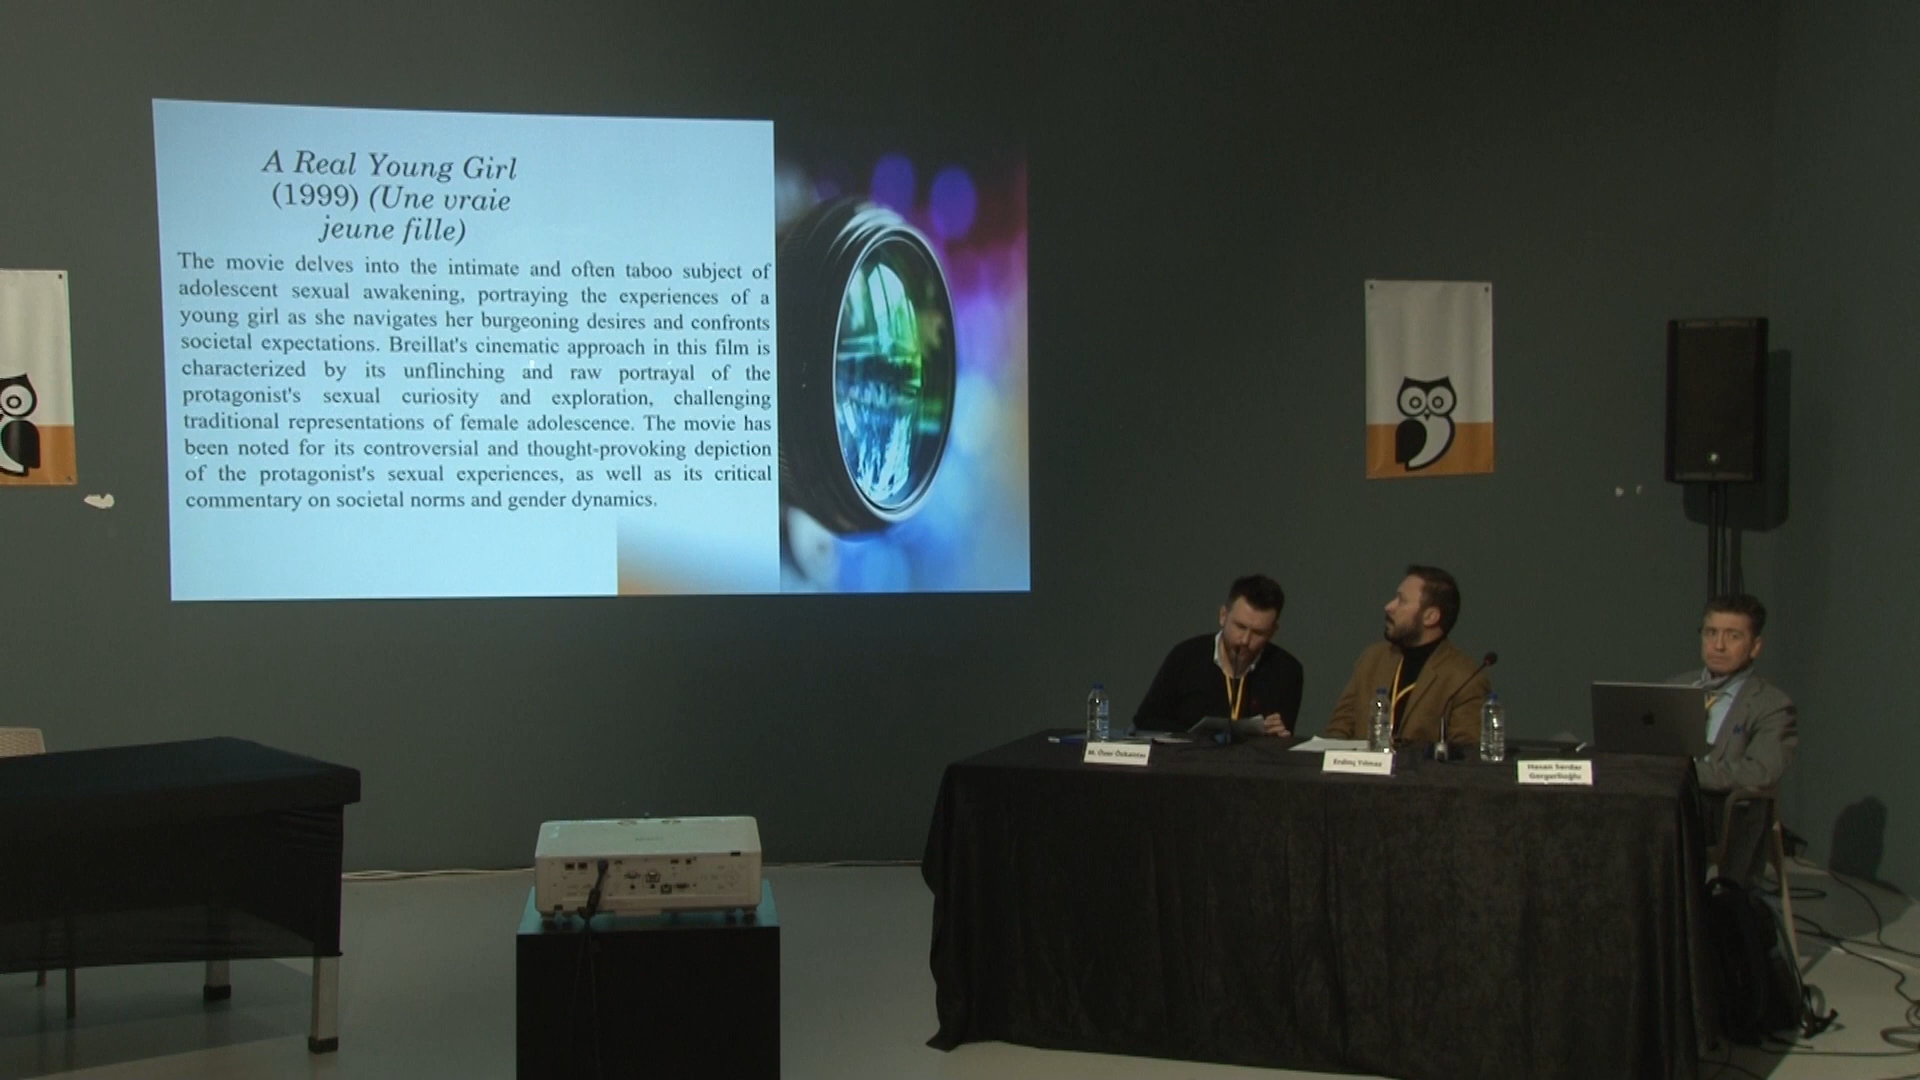 A Real Young Girl
(1999) (Une vraie
jeune fille)
The movie delves into the intimate and often taboo subject of
adolescent sexual awakening, portraying the experiences of a
young girl as she navigates her burgeoning desires and confronts
societal expectations. Breillat's cinematic approach in this film is
characterized by its unflinching and raw portrayal of the
protagonist's sexual curiosity and exploration, challenging
traditional representations of female adolescence. The movie has
been noted for its controversial and thought-provoking depiction
of the protagonist's sexual experiences, as well as its critical
commentary on societal norms and gender dynamics.
M. Özer Özkantar
Erdinç Yılmaz
Hasan Serdar
Gergerlioğlu